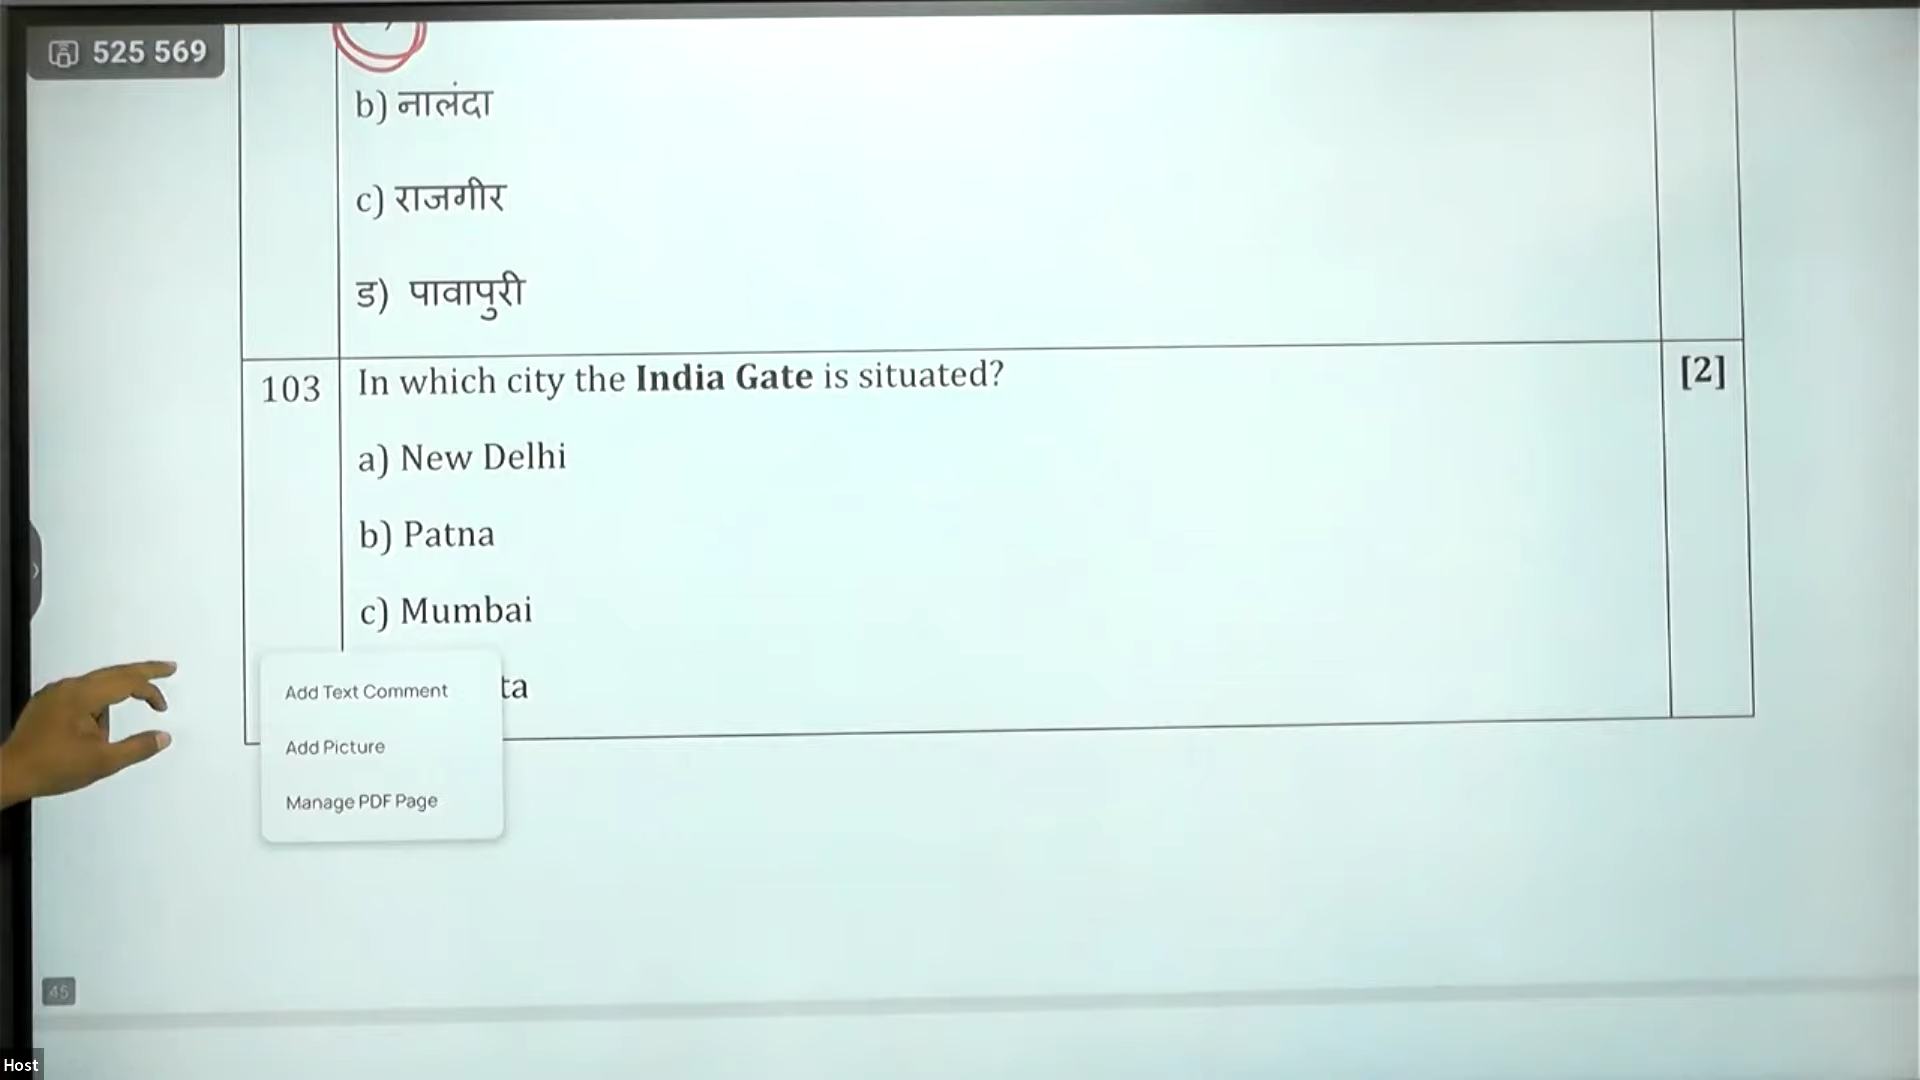 525 569
b) नालंदा
c) राजगीर
ड) पावापुरी
103 In which city the India Gate is situated? [2]
a) New Delhi
b) Patna
c) Mumbai
ta
Add Text Comment
Add Picture
Manage PDF Page
45
Host